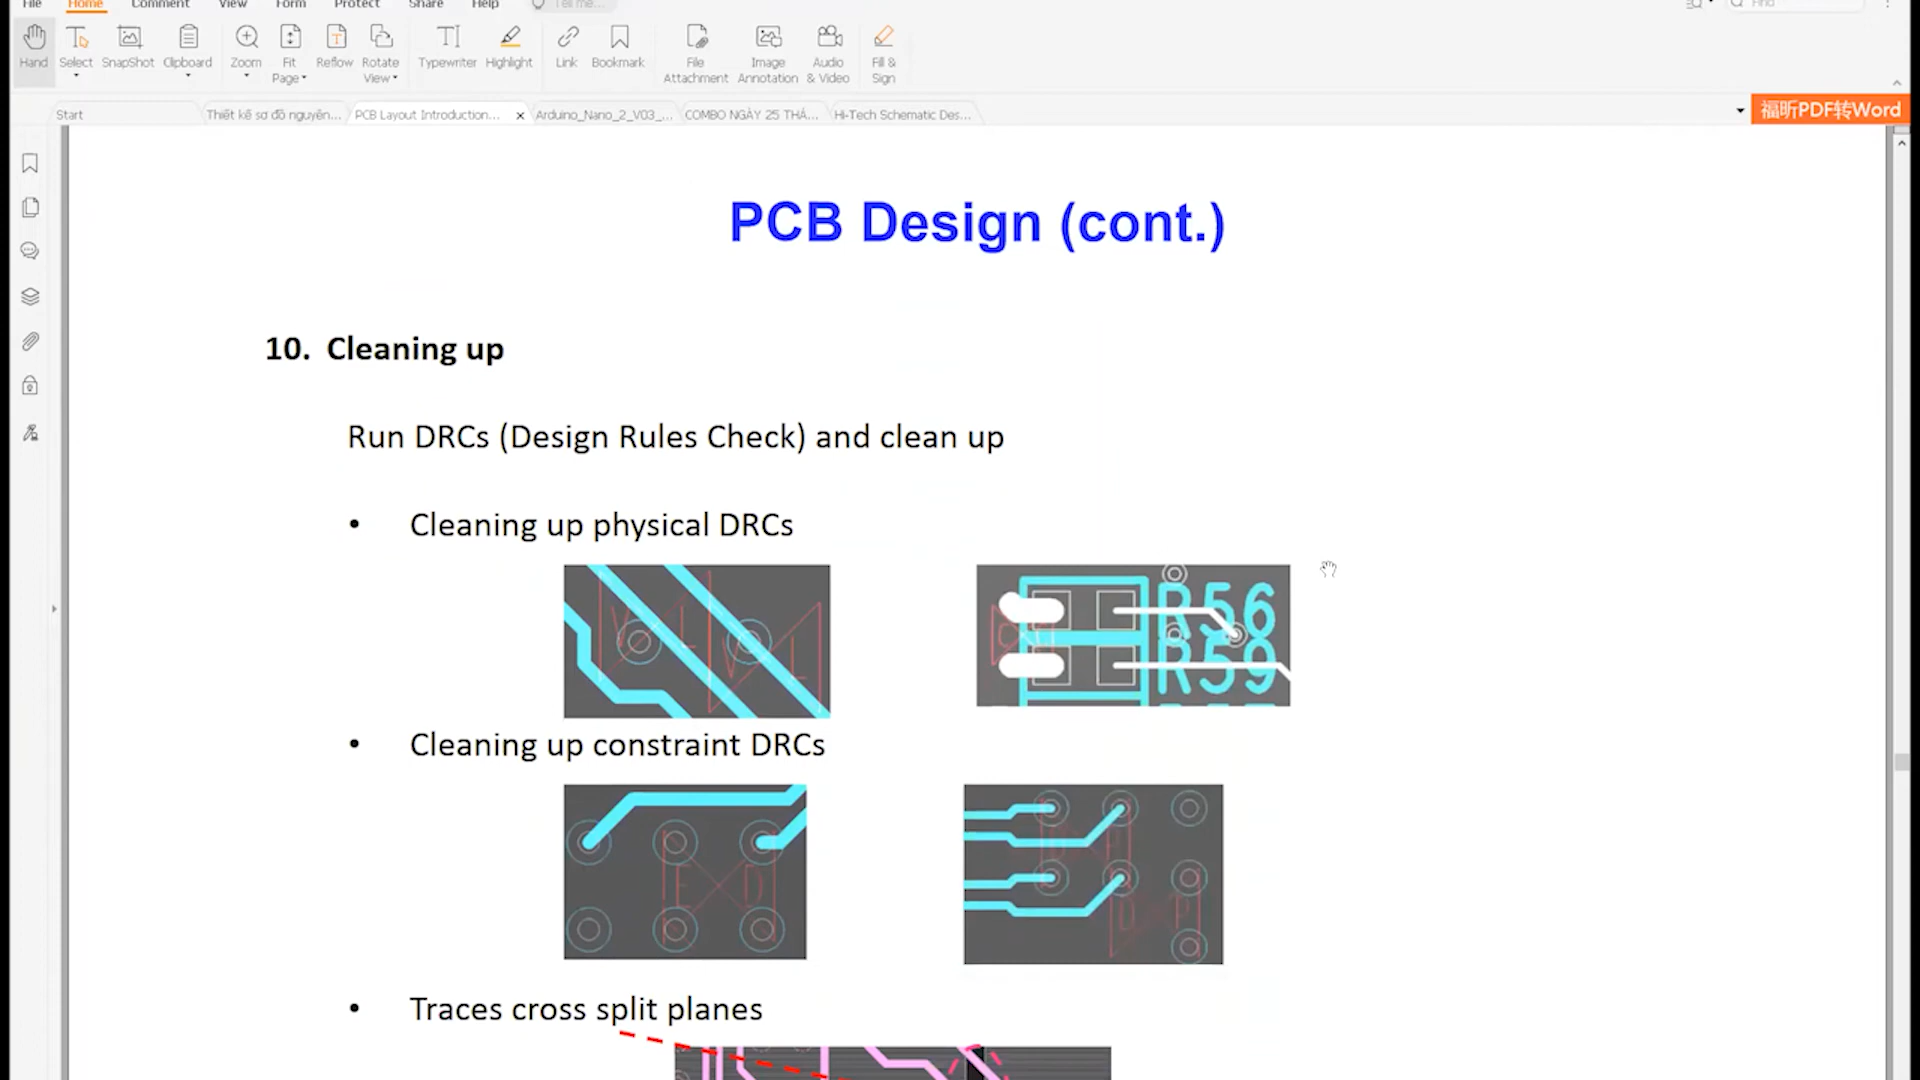 File Home Comment View Form Protect Share Help Tell me... Find
Hand Select SnapShot Clipboard Zoom Fit Page Reflow Rotate View Typewriter Highlight Link Bookmark File Attachment Image Annotation Audio & Video Fill & Sign
Start Thiết kế sơ đồ nguyên... PCB Layout Introduction... Arduino_Nano_2_V03_... COMBO NGÀY 25 THÁ... Hi-Tech Schematic Des... 福昕PDF转Word
PCB Design (cont.)
10. Cleaning up
Run DRCs (Design Rules Check) and clean up
• Cleaning up physical DRCs
V L
V L
R56
R59
• Cleaning up constraint DRCs
E D
D P
D P
• Traces cross split planes